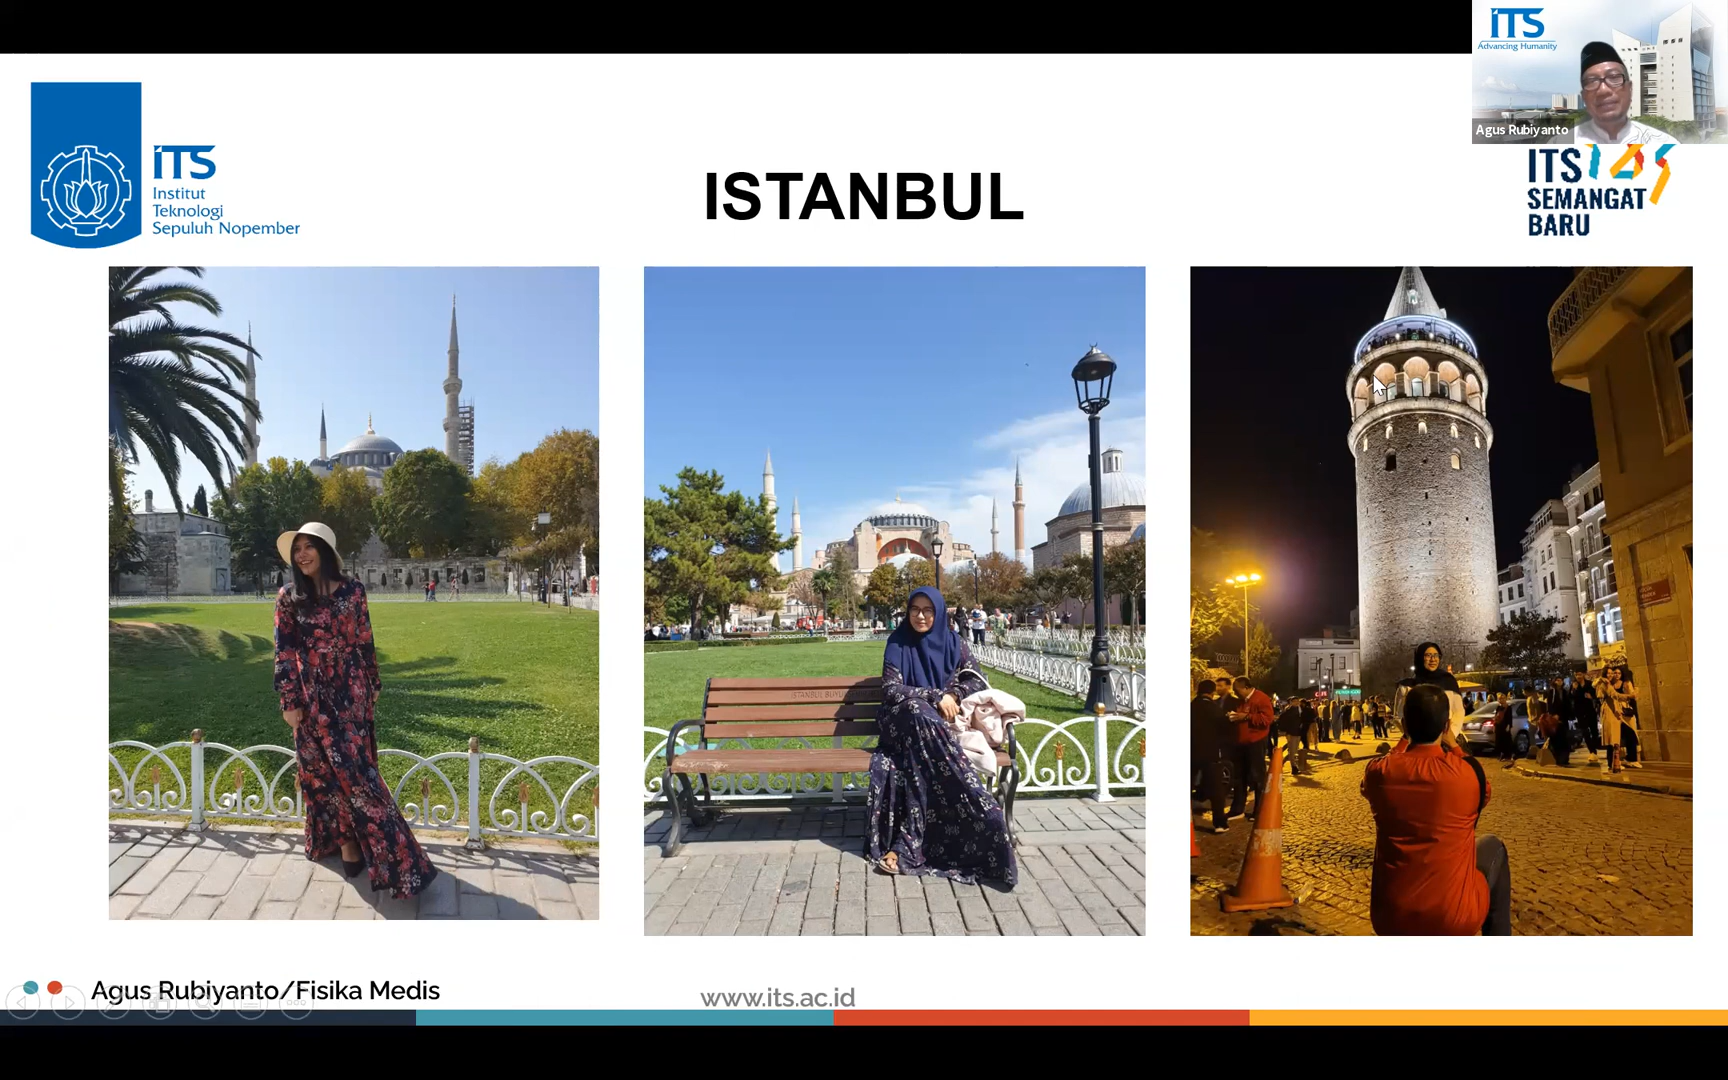 ITS
Advancing Humanity
Agus Rubiyanto
ITS
Institut
Teknologi
Sepuluh Nopember
ISTANBUL
ITS
SEMANGAT
BARU
ISTANBUL
Agus Rubiyanto/Fisika Medis
www.its.ac.id